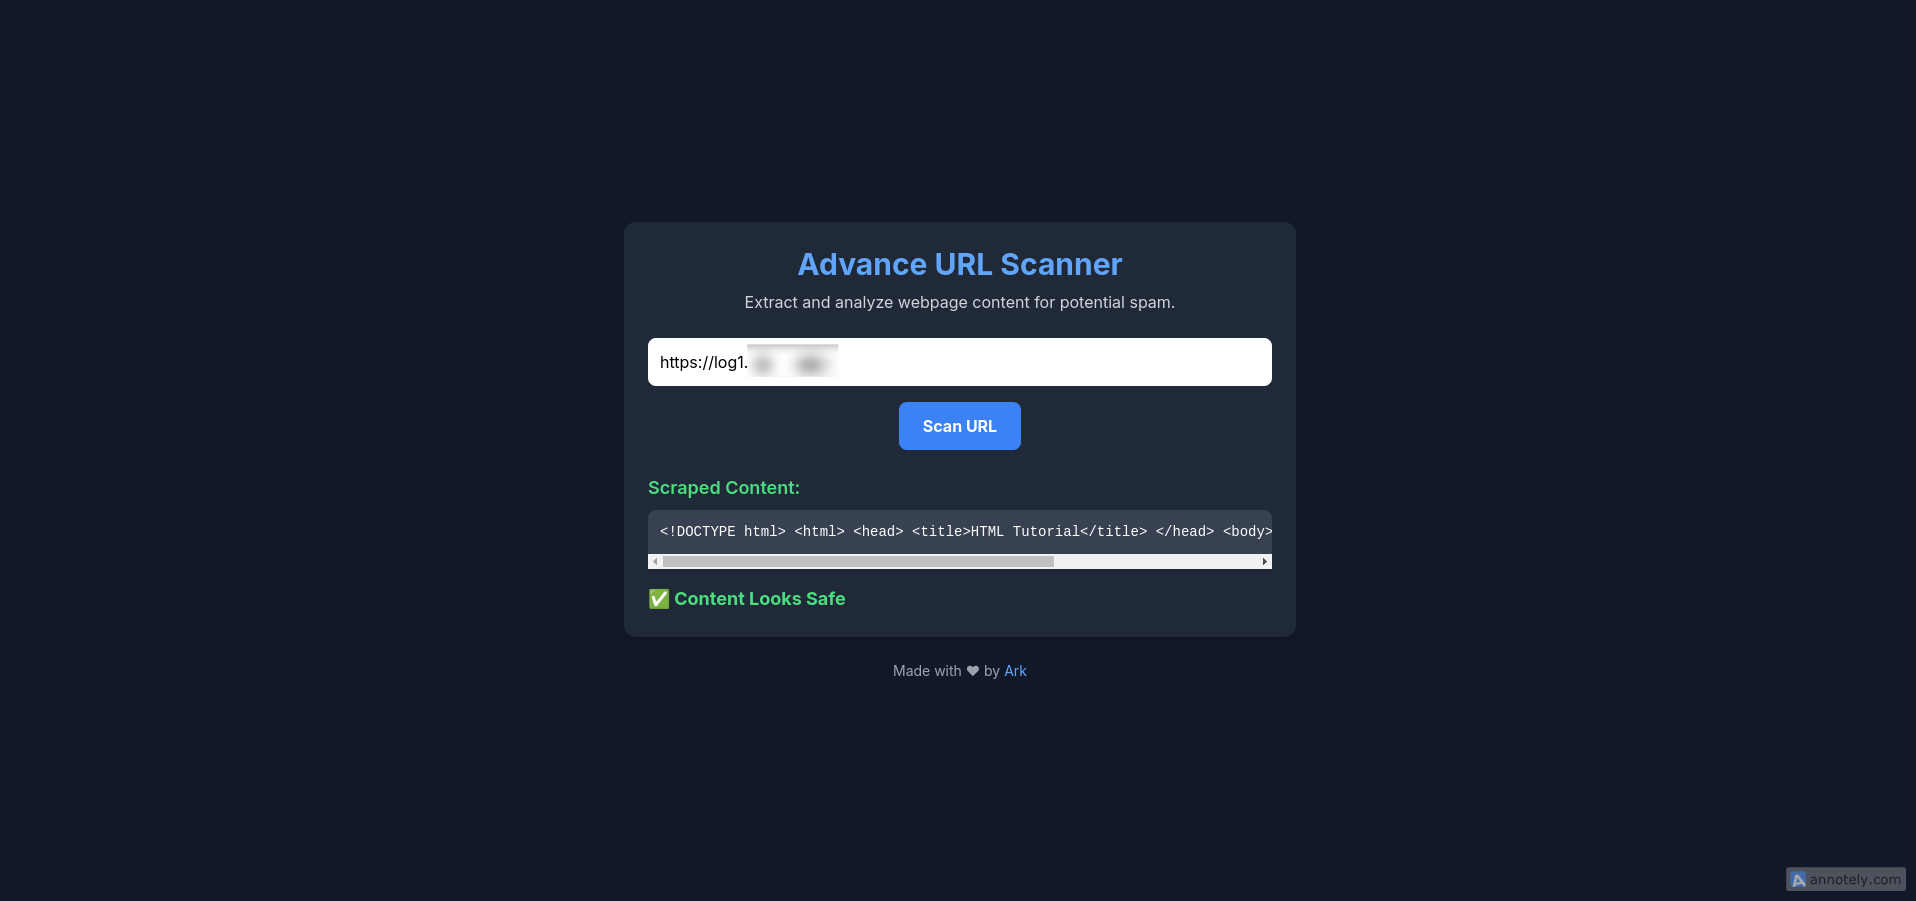 Advance URL Scanner
Extract and analyze webpage content for potential spam.
https://log1.
Scan URL
Scraped Content:
<!DOCTYPE html> <html> <head> <title>HTML Tutorial</title> </head> <body>
✅ Content Looks Safe
Made with ❤ by Ark
annotely.com